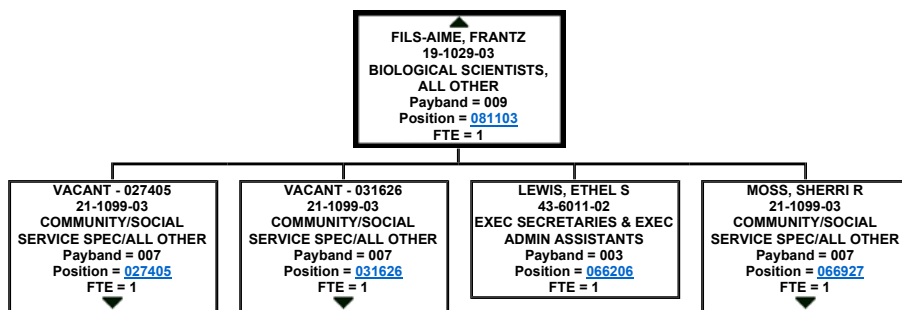 FILS-AIME, FRANTZ
19-1029-03
BIOLOGICAL SCIENTISTS,
ALL OTHER
Payband = 009
Position = 081103
FTE = 1
VACANT - 027405
21-1099-03
COMMUNITY/SOCIAL
SERVICE SPEC/ALL OTHER
Payband = 007
Position = 027405
FTE = 1
VACANT - 031626
21-1099-03
COMMUNITY/SOCIAL
SERVICE SPEC/ALL OTHER
Payband = 007
Position = 031626
FTE = 1
LEWIS, ETHEL S
43-6011-02
EXEC SECRETARIES & EXEC
ADMIN ASSISTANTS
Payband = 003
Position = 066206
FTE = 1
MOSS, SHERRI R
21-1099-03
COMMUNITY/SOCIAL
SERVICE SPEC/ALL OTHER
Payband = 007
Position = 066927
FTE = 1